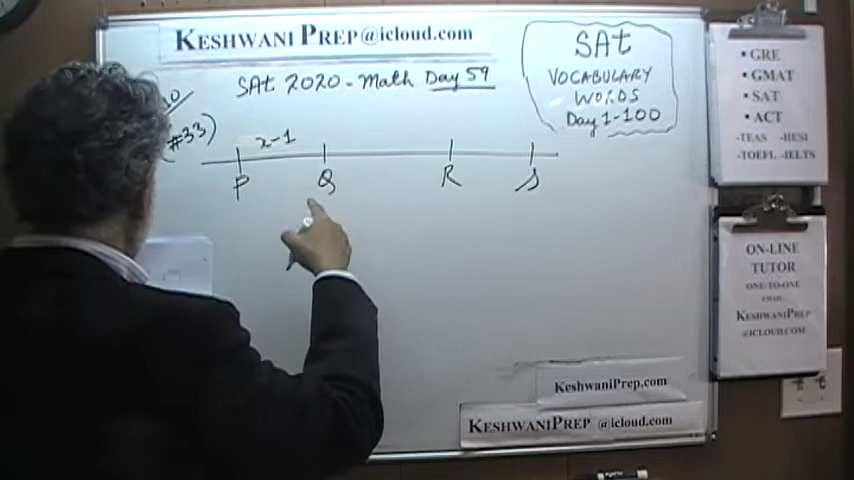 KESHWANI PREP@icloud.com
SAt 2020 - Math Day 59
(#33)
x-1
P Q R S
SAt
VOCABULARY
WORDS
Day 1-100
• GRE
• GMAT
• SAT
• ACT
-TEAS -HESI
-TOEFL -IELTS
ON-LINE
TUTOR
ONE-TO-ONE
KESHWANIPREP
@ICLOUD.COM
KeshwaniPrep.com
KESHWANIPREP @icloud.com